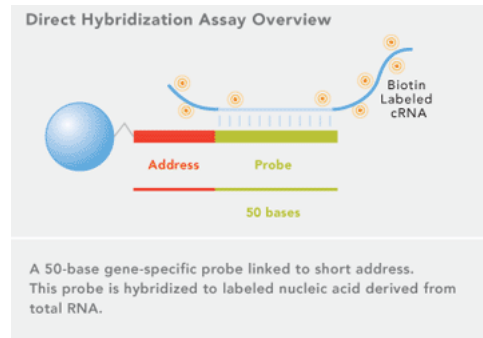 Direct Hybridization Assay Overview
Biotin
Labeled
cRNA
Address
Probe
50 bases
A 50-base gene-specific probe linked to short address.
This probe is hybridized to labeled nucleic acid derived from
total RNA.